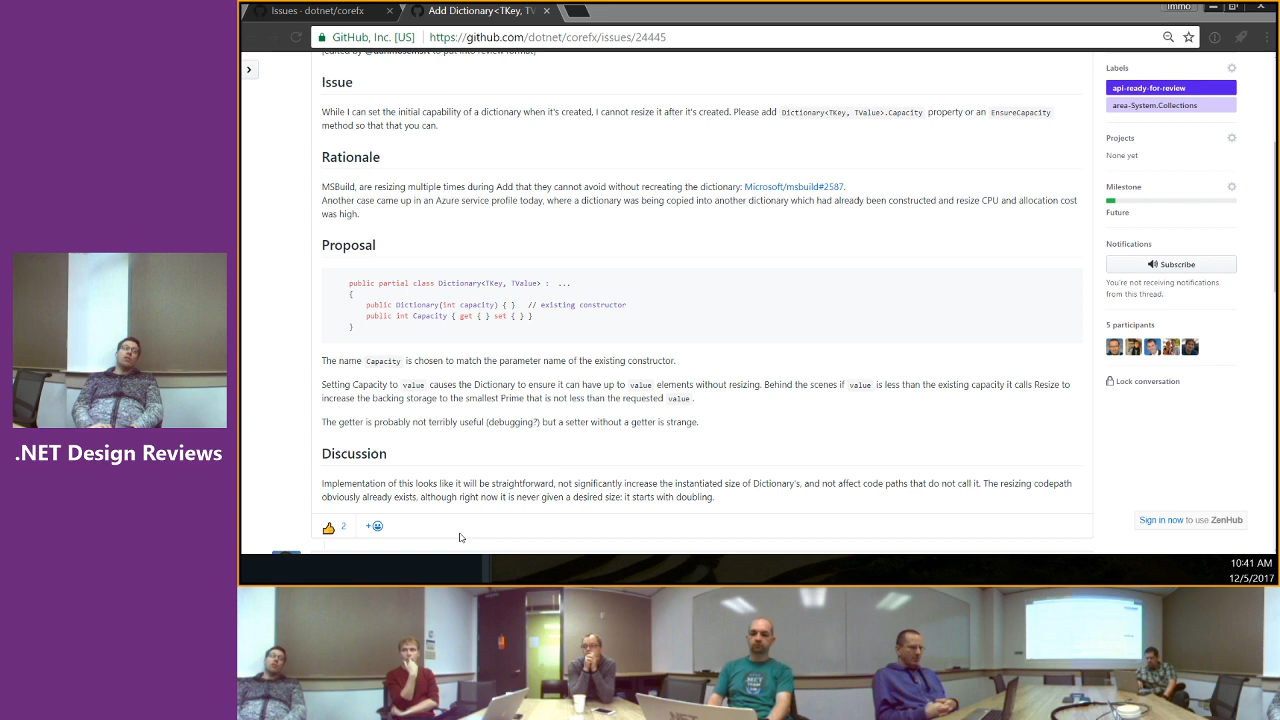 Issues · dotnet/corefx
Add Dictionary<TKey, TV
Immo
GitHub, Inc. [US]
https://github.com/dotnet/corefx/issues/24445
Issue
While I can set the initial capability of a dictionary when it's created, I cannot resize it after it's created. Please add Dictionary<TKey, TValue>.Capacity property or an EnsureCapacity
method so that that you can.
Rationale
MSBuild, are resizing multiple times during Add that they cannot avoid without recreating the dictionary: Microsoft/msbuild#2587.
Another case came up in an Azure service profile today, where a dictionary was being copied into another dictionary which had already been constructed and resize CPU and allocation cost
was high.
Proposal
public partial class Dictionary<TKey, TValue> : ...
{
public Dictionary(int capacity) { } // existing constructor
public int Capacity { get { } set { } }
}
The name Capacity is chosen to match the parameter name of the existing constructor.
Setting Capacity to value causes the Dictionary to ensure it can have up to value elements without resizing. Behind the scenes if value is less than the existing capacity it calls Resize to
increase the backing storage to the smallest Prime that is not less than the requested value.
The getter is probably not terribly useful (debugging?) but a setter without a getter is strange.
Discussion
Implementation of this looks like it will be straightforward, not significantly increase the instantiated size of Dictionary's, and not affect code paths that do not call it. The resizing codepath
obviously already exists, although right now it is never given a desired size: it starts with doubling.
2
Labels
api-ready-for-review
area-System.Collections
Projects
None yet
Milestone
Future
Notifications
Subscribe
You're not receiving notifications
from this thread.
5 participants
Lock conversation
Sign in now to use ZenHub
10:41 AM
12/5/2017
.NET Design Reviews